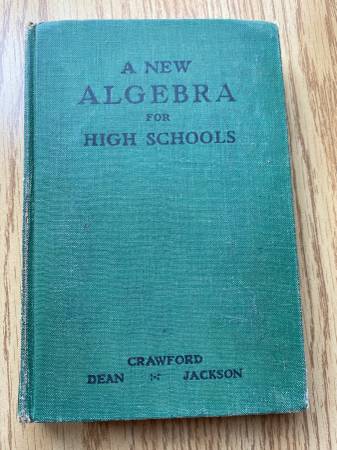 A NEW
ALGEBRA
FOR
HIGH SCHOOLS
CRAWFORD
DEAN JACKSON